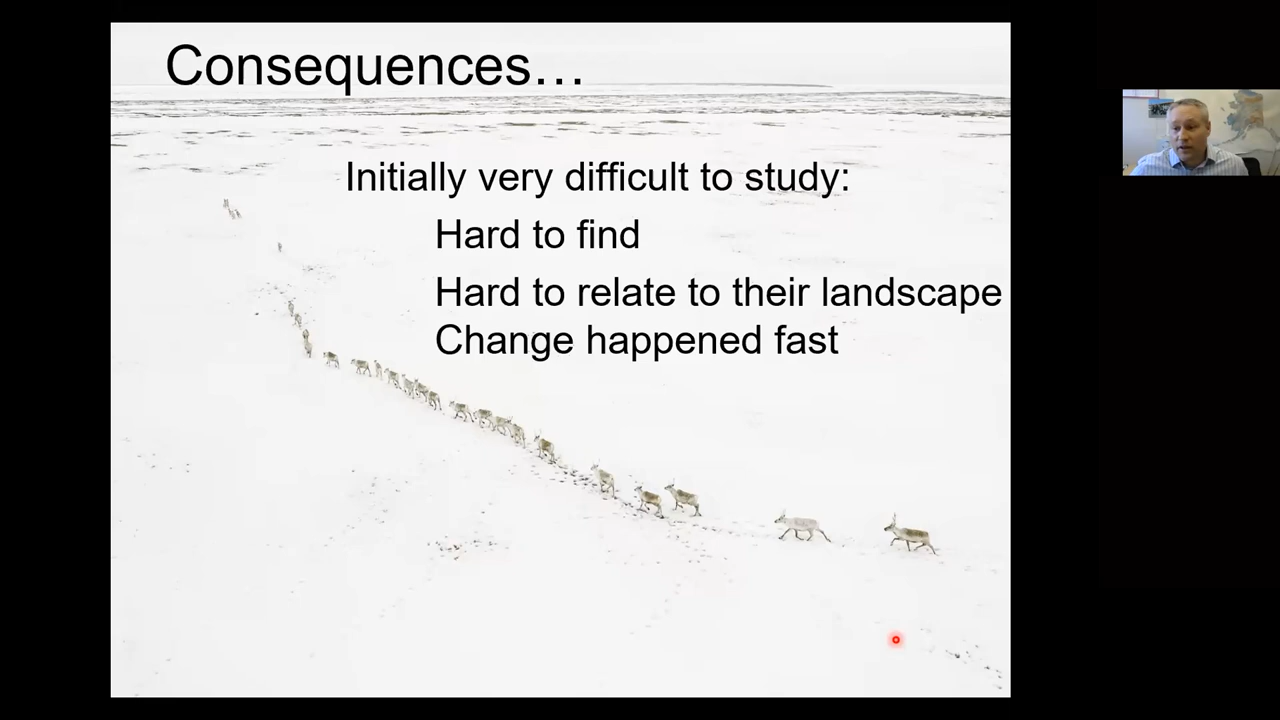 Consequences…
Initially very difficult to study:
Hard to find
Hard to relate to their landscape
Change happened fast